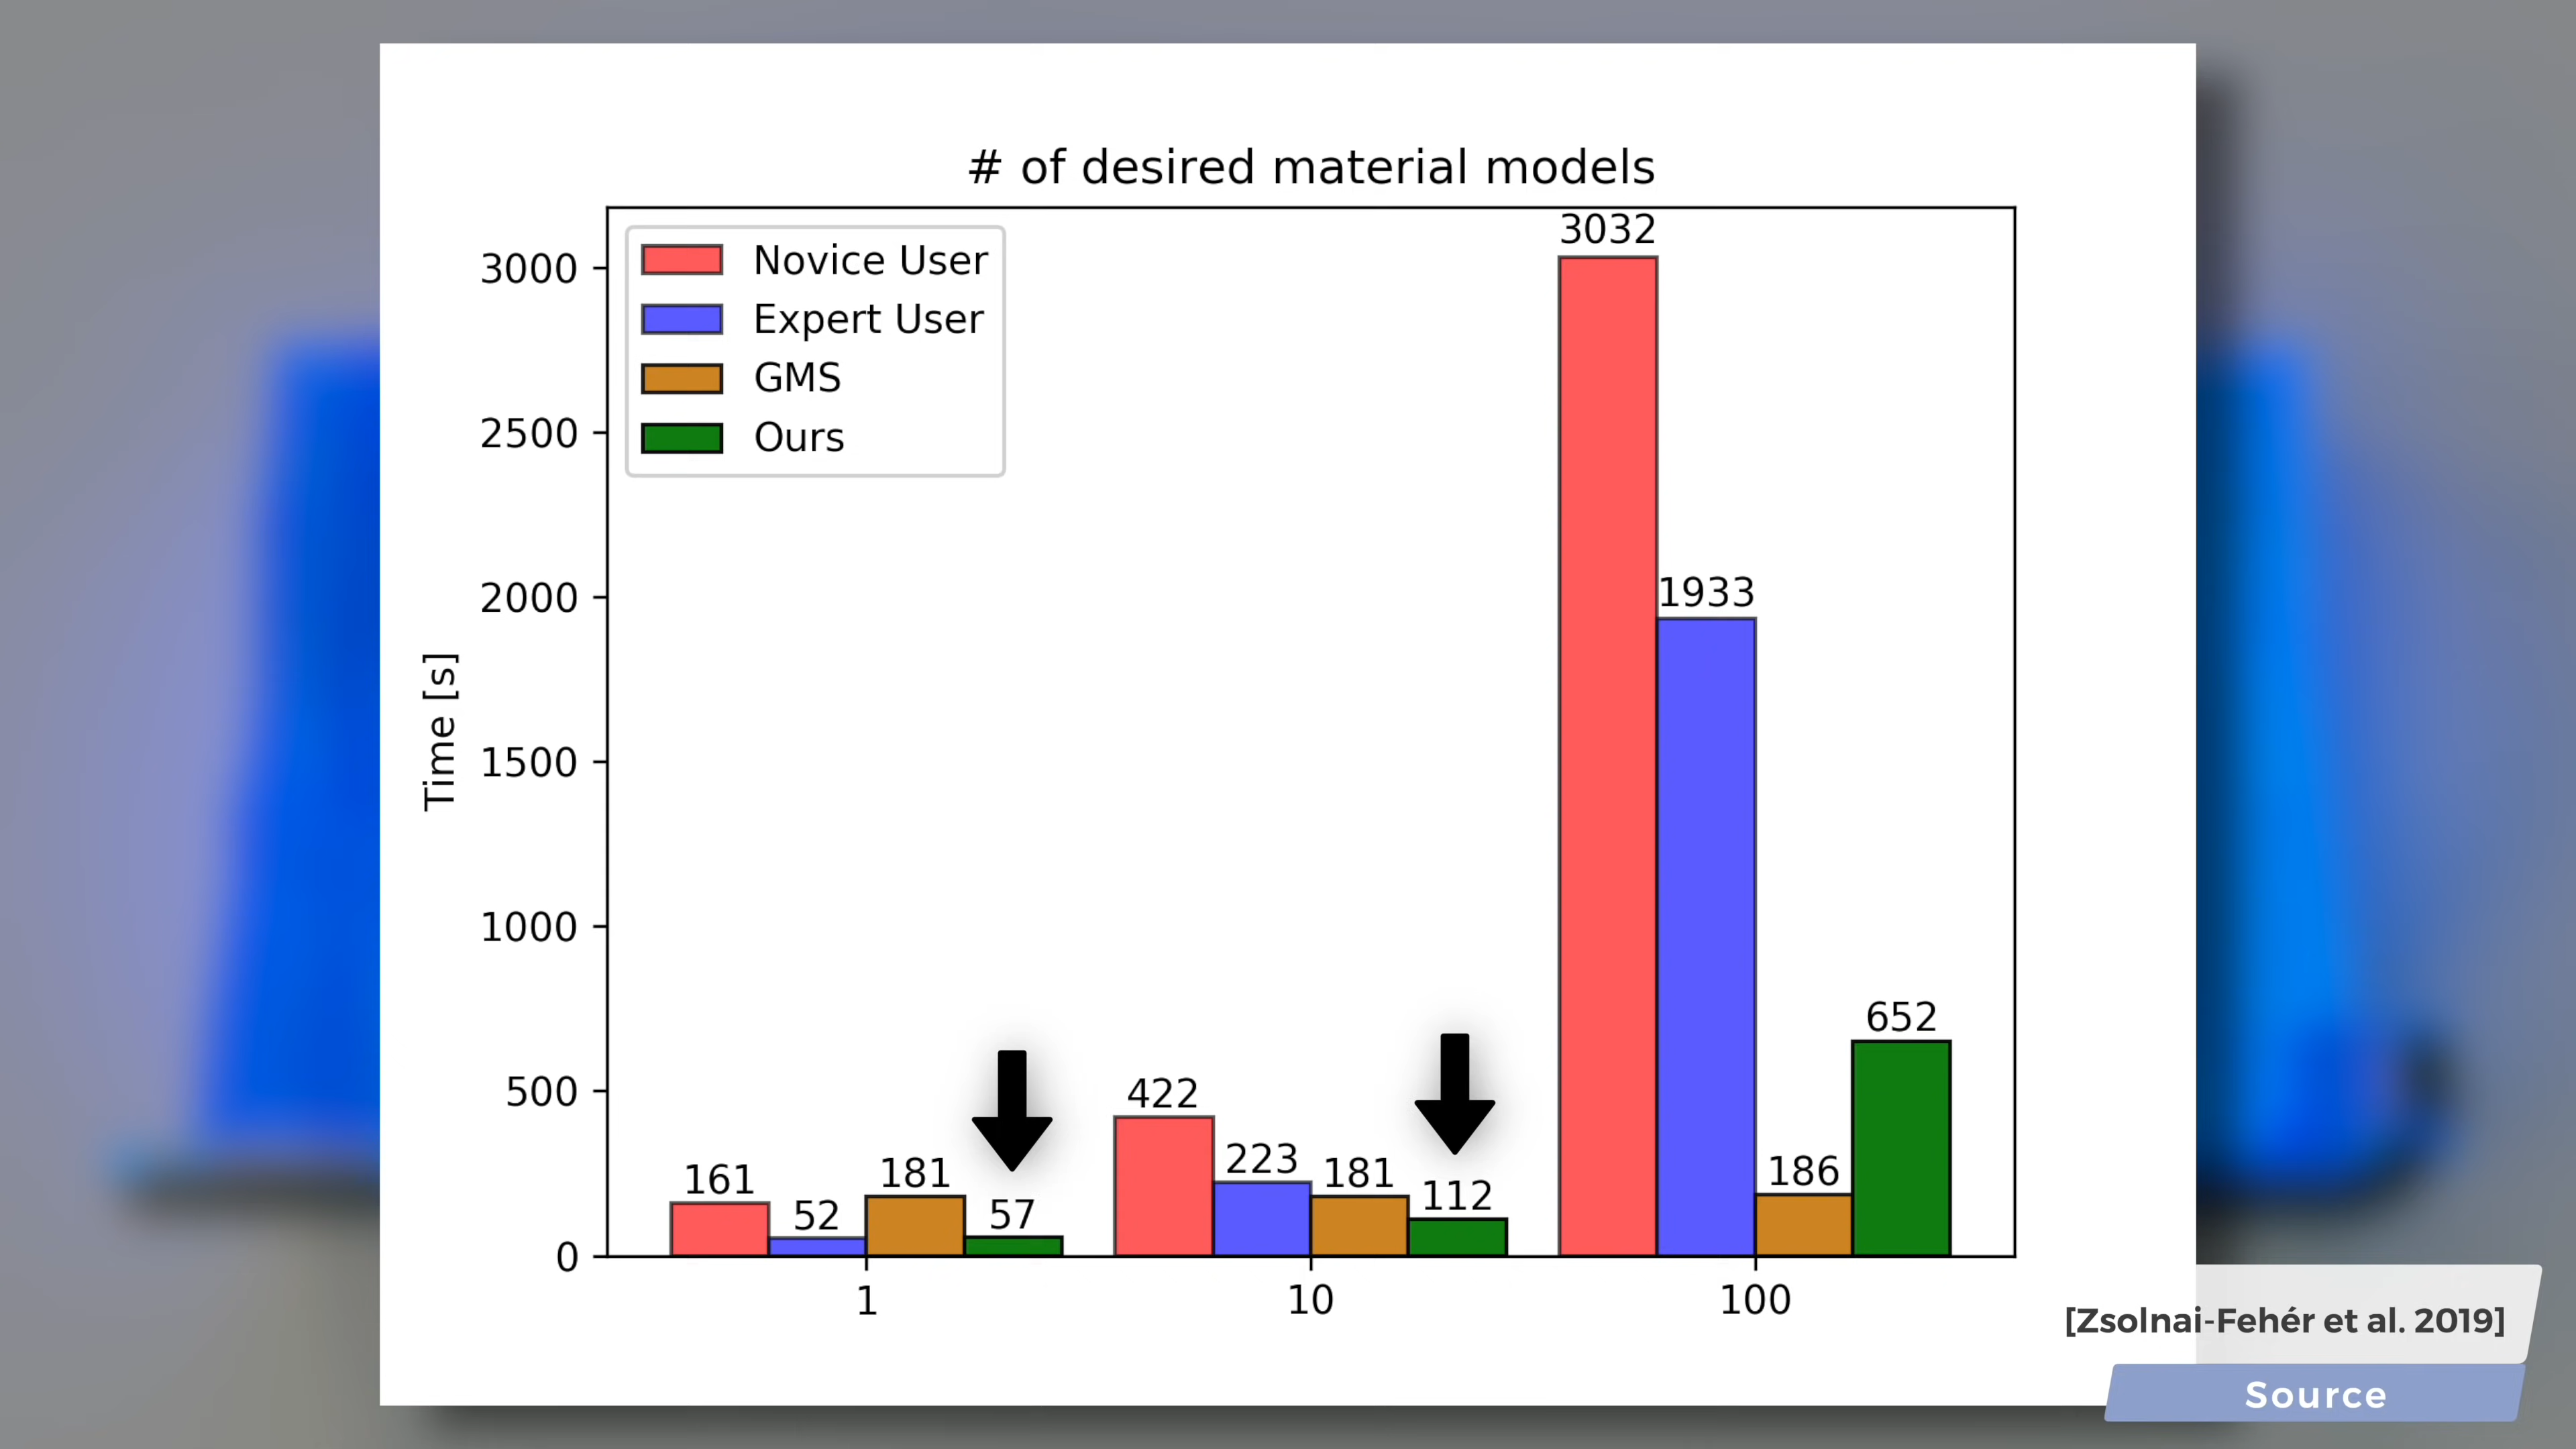 # of desired material models
Novice User
Expert User
GMS
Ours
3000
2500
2000
1500
1000
500
0
Time [s]
161
52
181
57
422
223
181
112
3032
1933
186
652
1
10
100
[Zsolnai-Fehér et al. 2019]
Source